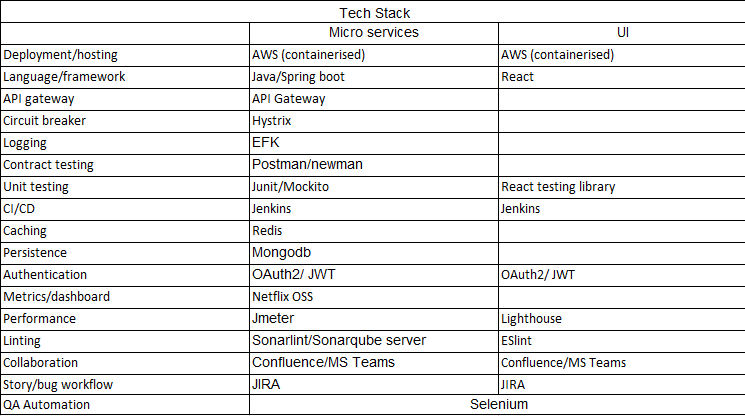 Tech Stack
Micro services UI
Deployment/hosting AWS (containerised) AWS (containerised)
Language/framework Java/Spring boot React
API gateway API Gateway
Circuit breaker Hystrix
Logging EFK
Contract testing Postman/newman
Unit testing Junit/Mockito React testing library
CI/CD Jenkins Jenkins
Caching Redis
Persistence Mongodb
Authentication OAuth2/ JWT OAuth2/ JWT
Metrics/dashboard Netflix OSS
Performance Jmeter Lighthouse
Linting Sonarlint/Sonarqube server ESlint
Collaboration Confluence/MS Teams Confluence/MS Teams
Story/bug workflow JIRA JIRA
QA Automation Selenium